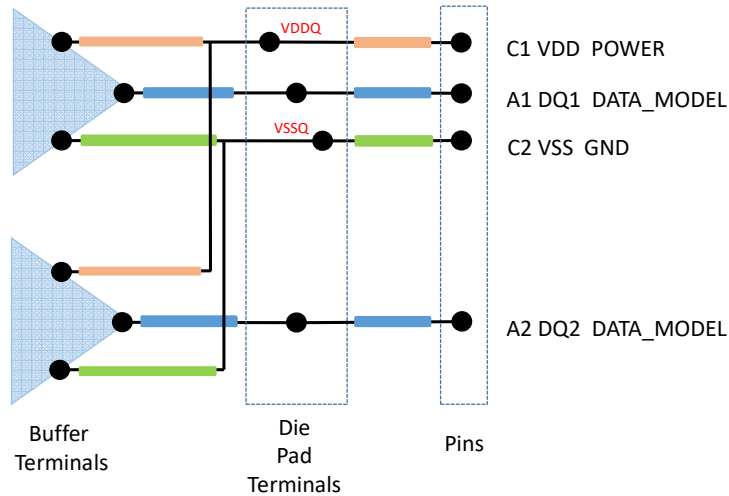 VDDQ
C1 VDD POWER
A1 DQ1 DATA_MODEL
VSSQ
C2 VSS GND
A2 DQ2 DATA_MODEL
Buffer
Terminals
Die
Pad
Terminals
Pins